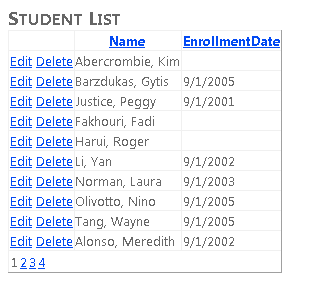 STUDENT LIST
Name EnrollmentDate
Edit Delete Abercrombie, Kim
Edit Delete Barzdukas, Gytis 9/1/2005
Edit Delete Justice, Peggy 9/1/2001
Edit Delete Fakhouri, Fadi
Edit Delete Harui, Roger
Edit Delete Li, Yan 9/1/2002
Edit Delete Norman, Laura 9/1/2003
Edit Delete Olivotto, Nino 9/1/2005
Edit Delete Tang, Wayne 9/1/2005
Edit Delete Alonso, Meredith 9/1/2002
1 2 3 4